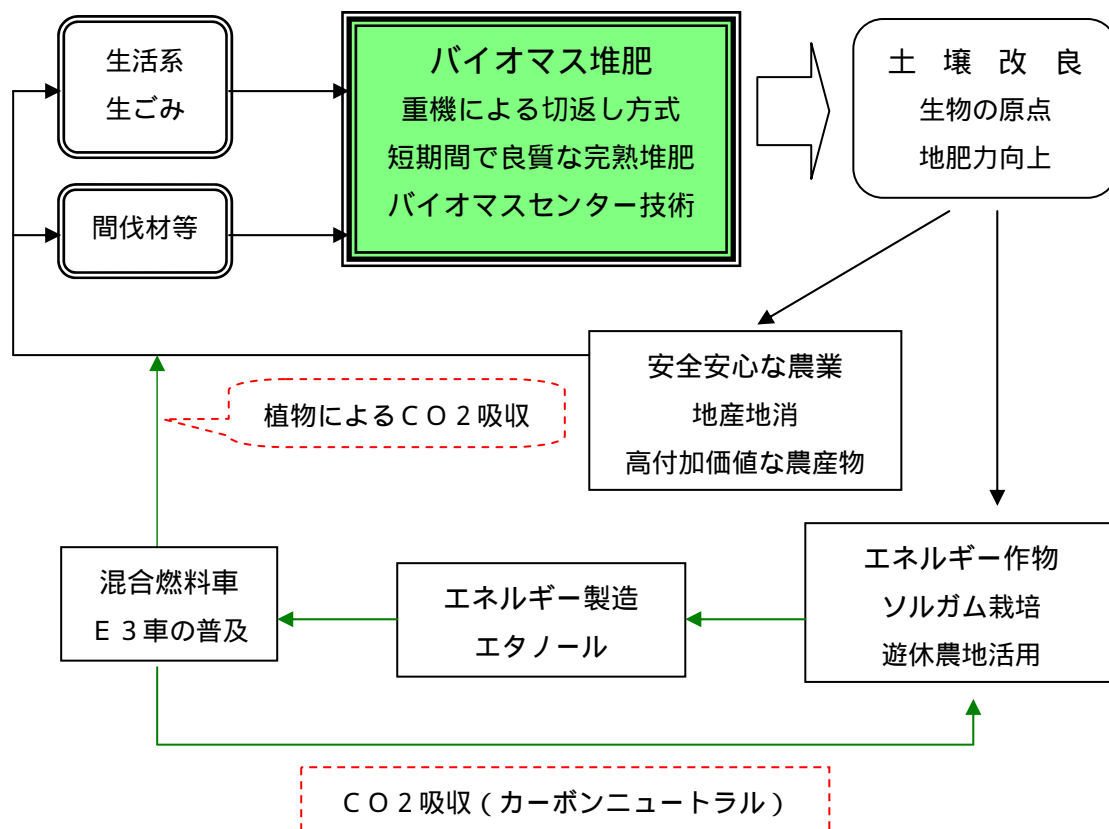 生活系
生ごみ
間伐材等
バイオマス堆肥
重機による切返し方式
短期間で良質な完熟堆肥
バイオマスセンター技術
土 壌 改 良
生物の原点
地肥力向上
安全安心な農業
地産地消
高付加価値な農産物
植物によるＣＯ２吸収
混合燃料車
Ｅ３車の普及
エネルギー製造
エタノール
エネルギー作物
ソルガム栽培
遊休農地活用
ＣＯ２吸収（カーボンニュートラル）